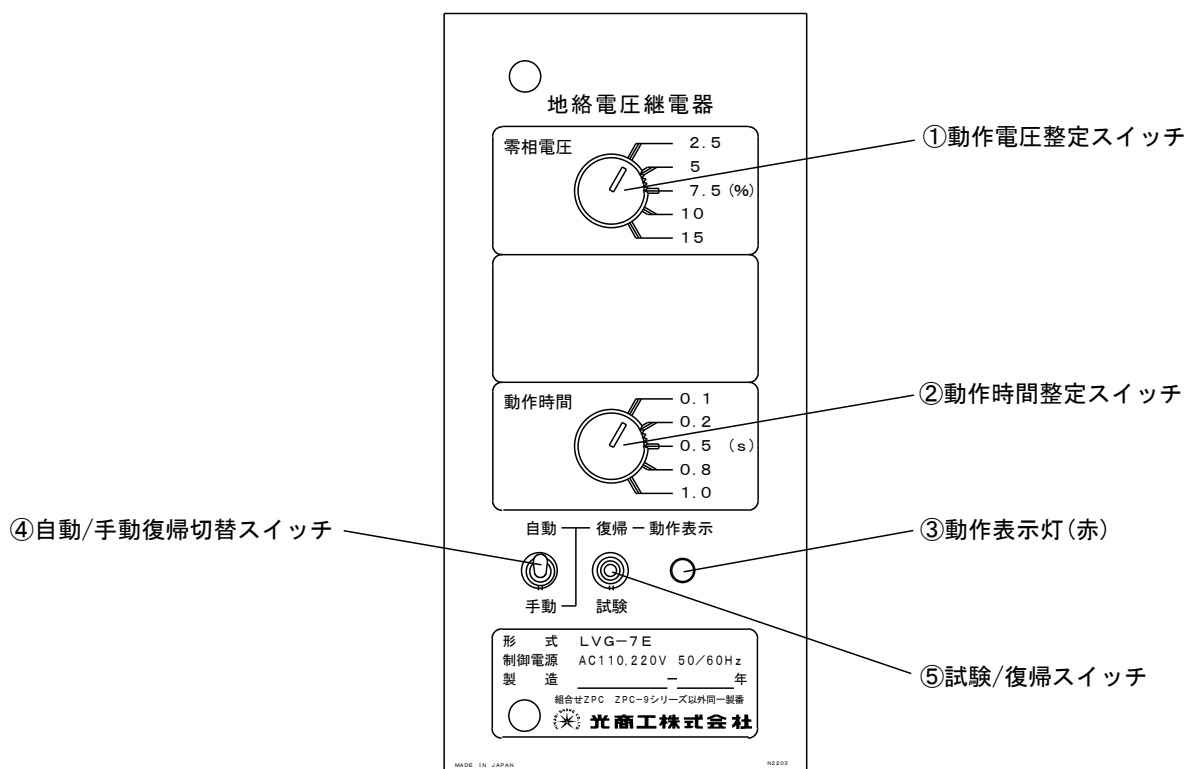 地絡電圧継電器
零相電圧
2.5
5
7.5(%)
10
15
①動作電圧整定スイッチ
動作時間
0.1
0.2
0.5 (s)
0.8
1.0
②動作時間整定スイッチ
④自動/手動復帰切替スイッチ
自動 復帰-動作表示
手動 試験
③動作表示灯(赤)
形 式 LVG-7E
制御電源 AC110,220V 50/60Hz
製 造 - 年
組合せZPC ZPC-9シリーズ以外同一製番
光商工株式会社
⑤試験/復帰スイッチ
MADE IN JAPAN
N2203